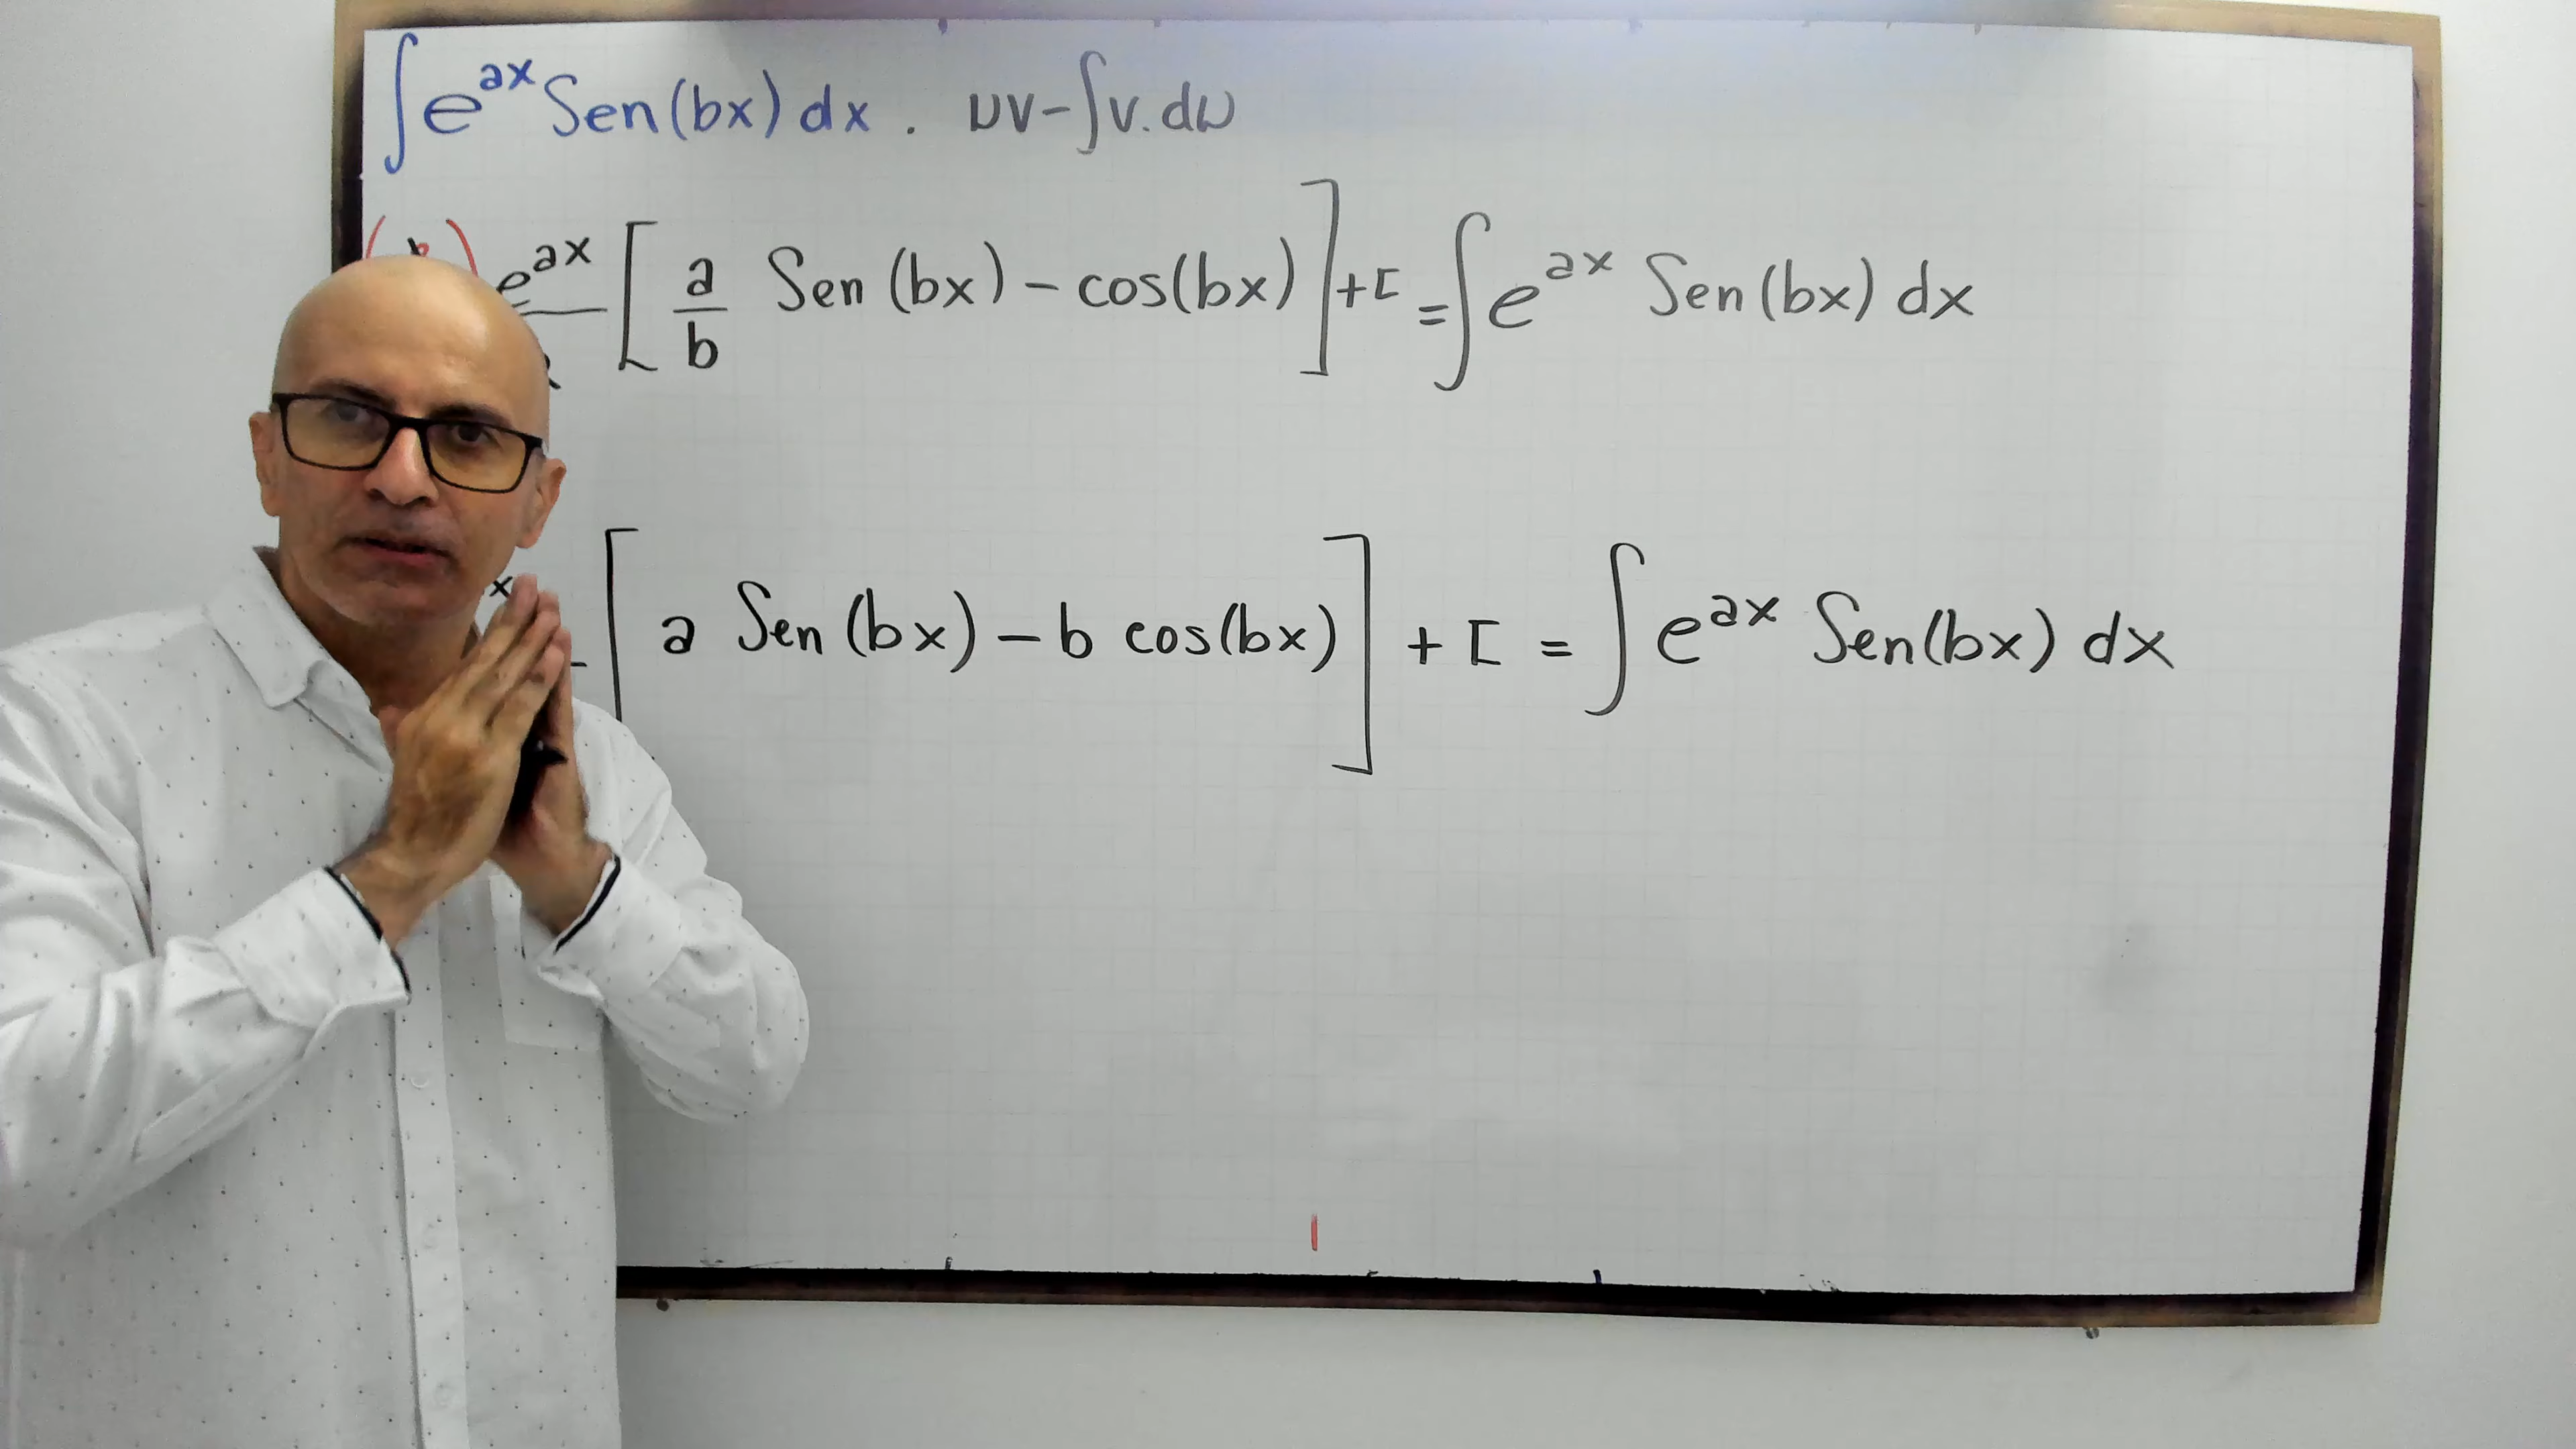 ∫e^{ax} Sen(bx) dx . uv-∫v.du
e^{ax} [ a/b Sen (bx) - cos(bx) ] + C = ∫e^{ax} Sen(bx) dx
[ a Sen (bx) - b cos(bx) ] + C = ∫e^{ax} Sen(bx) dx